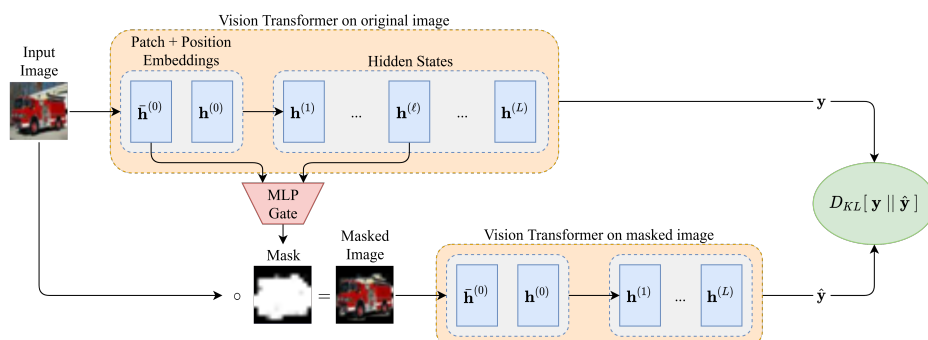 Vision Transformer on original image
Input
Image
Patch + Position
Embeddings
Hidden States
h̄^(0)
h^(0)
h^(1)
...
h^(ℓ)
...
h^(L)
y
MLP
Gate
D_KL[ y || ŷ ]
Mask
Masked
Image
∘
=
Vision Transformer on masked image
h̄^(0)
h^(0)
h^(1)
...
h^(L)
ŷ